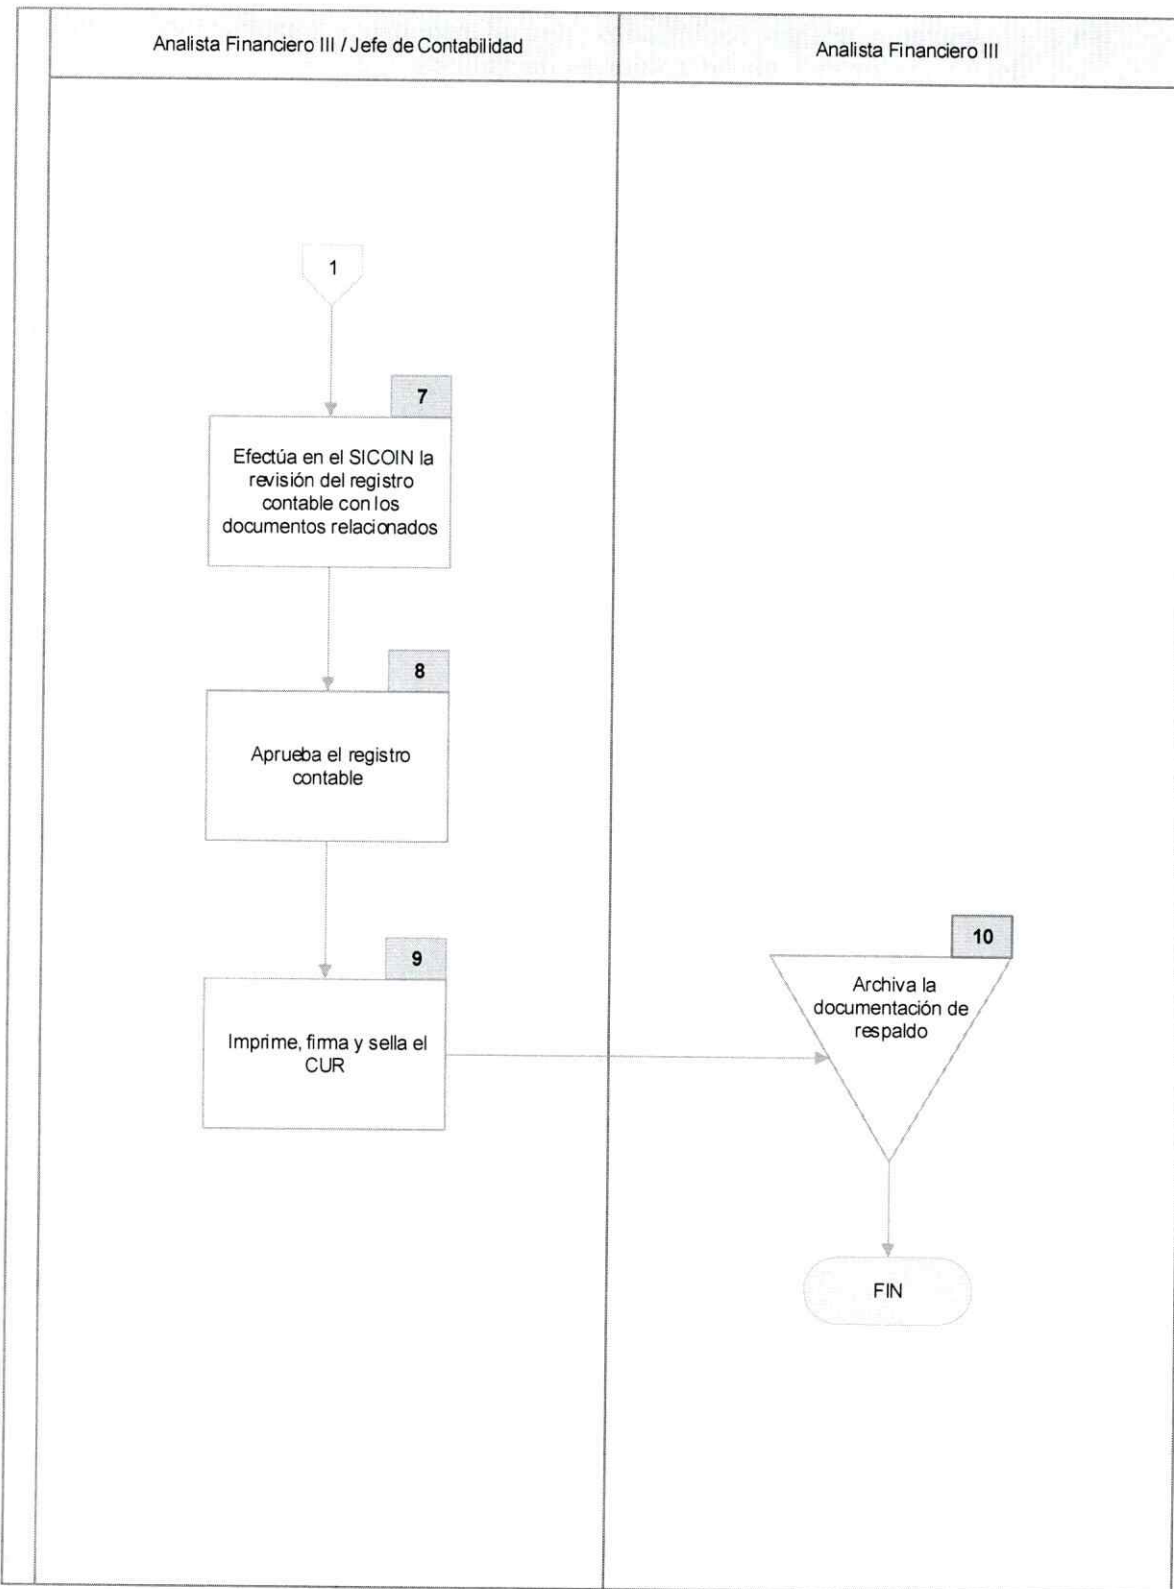 Analista Financiero III / Jefe de Contabilidad
Analista Financiero III
1
7
Efectúa en el SICOIN la
revisión del registro
contable con los
documentos relacionados
8
Aprueba el registro
contable
9
Imprime, firma y sella el
CUR
10
Archiva la
documentación de
respaldo
FIN